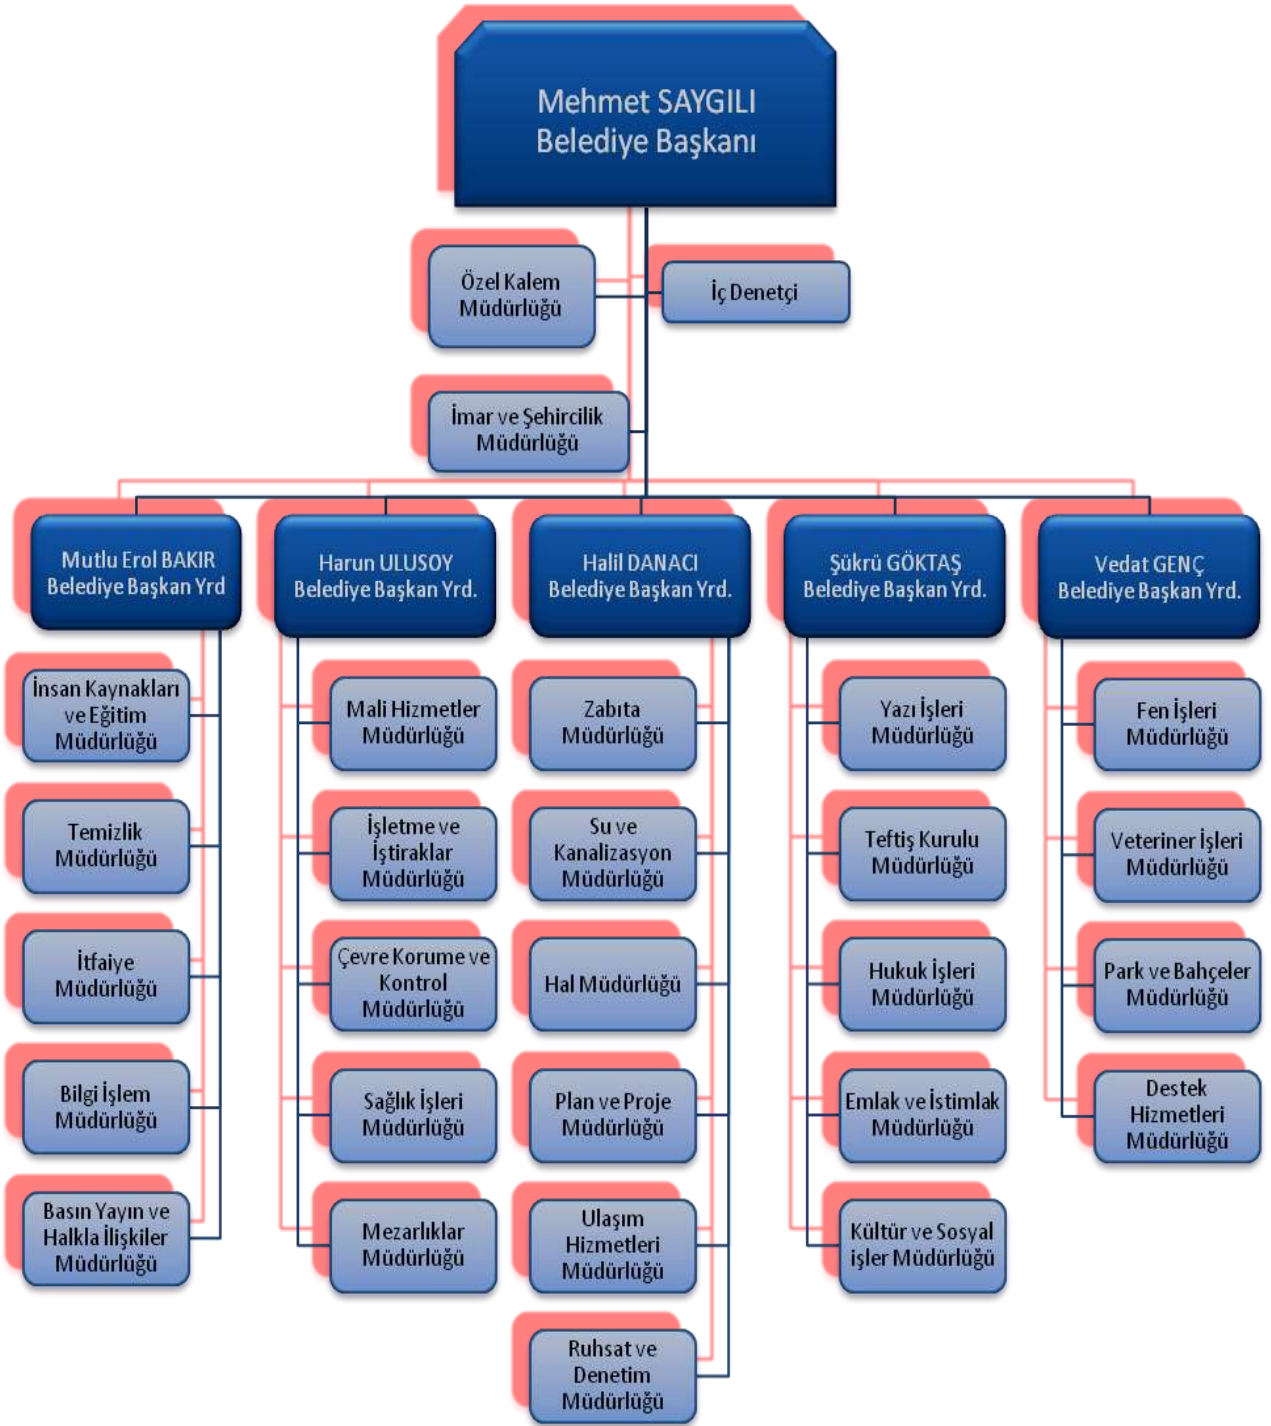 Mehmet SAYGILI
Belediye Başkanı
Özel Kalem
Müdürlüğü
İç Denetçi
İmar ve Şehircilik
Müdürlüğü
Mutlu Erol BAKIR
Belediye Başkan Yrd
İnsan Kaynakları
ve Eğitim
Müdürlüğü
Temizlik
Müdürlüğü
İtfaiye
Müdürlüğü
Bilgi İşlem
Müdürlüğü
Basın Yayın ve
Halkla İlişkiler
Müdürlüğü
Harun ULUSOY
Belediye Başkan Yrd.
Mali Hizmetler
Müdürlüğü
İşletme ve
İştiraklar
Müdürlüğü
Çevre Korume ve
Kontrol
Müdürlüğü
Sağlık İşleri
Müdürlüğü
Mezarlıklar
Müdürlüğü
Halil DANACI
Belediye Başkan Yrd.
Zabıta
Müdürlüğü
Su ve
Kanalizasyon
Müdürlüğü
Hal Müdürlüğü
Plan ve Proje
Müdürlüğü
Ulaşım
Hizmetleri
Müdürlüğü
Ruhsat ve
Denetim
Müdürlüğü
Şükrü GÖKTAŞ
Belediye Başkan Yrd.
Yazı İşleri
Müdürlüğü
Teftiş Kurulu
Müdürlüğü
Hukuk İşleri
Müdürlüğü
Emlak ve İstimlak
Müdürlüğü
Kültür ve Sosyal
işler Müdürlüğü
Vedat GENÇ
Belediye Başkan Yrd.
Fen İşleri
Müdürlüğü
Veteriner İşleri
Müdürlüğü
Park ve Bahçeler
Müdürlüğü
Destek
Hizmetleri
Müdürlüğü